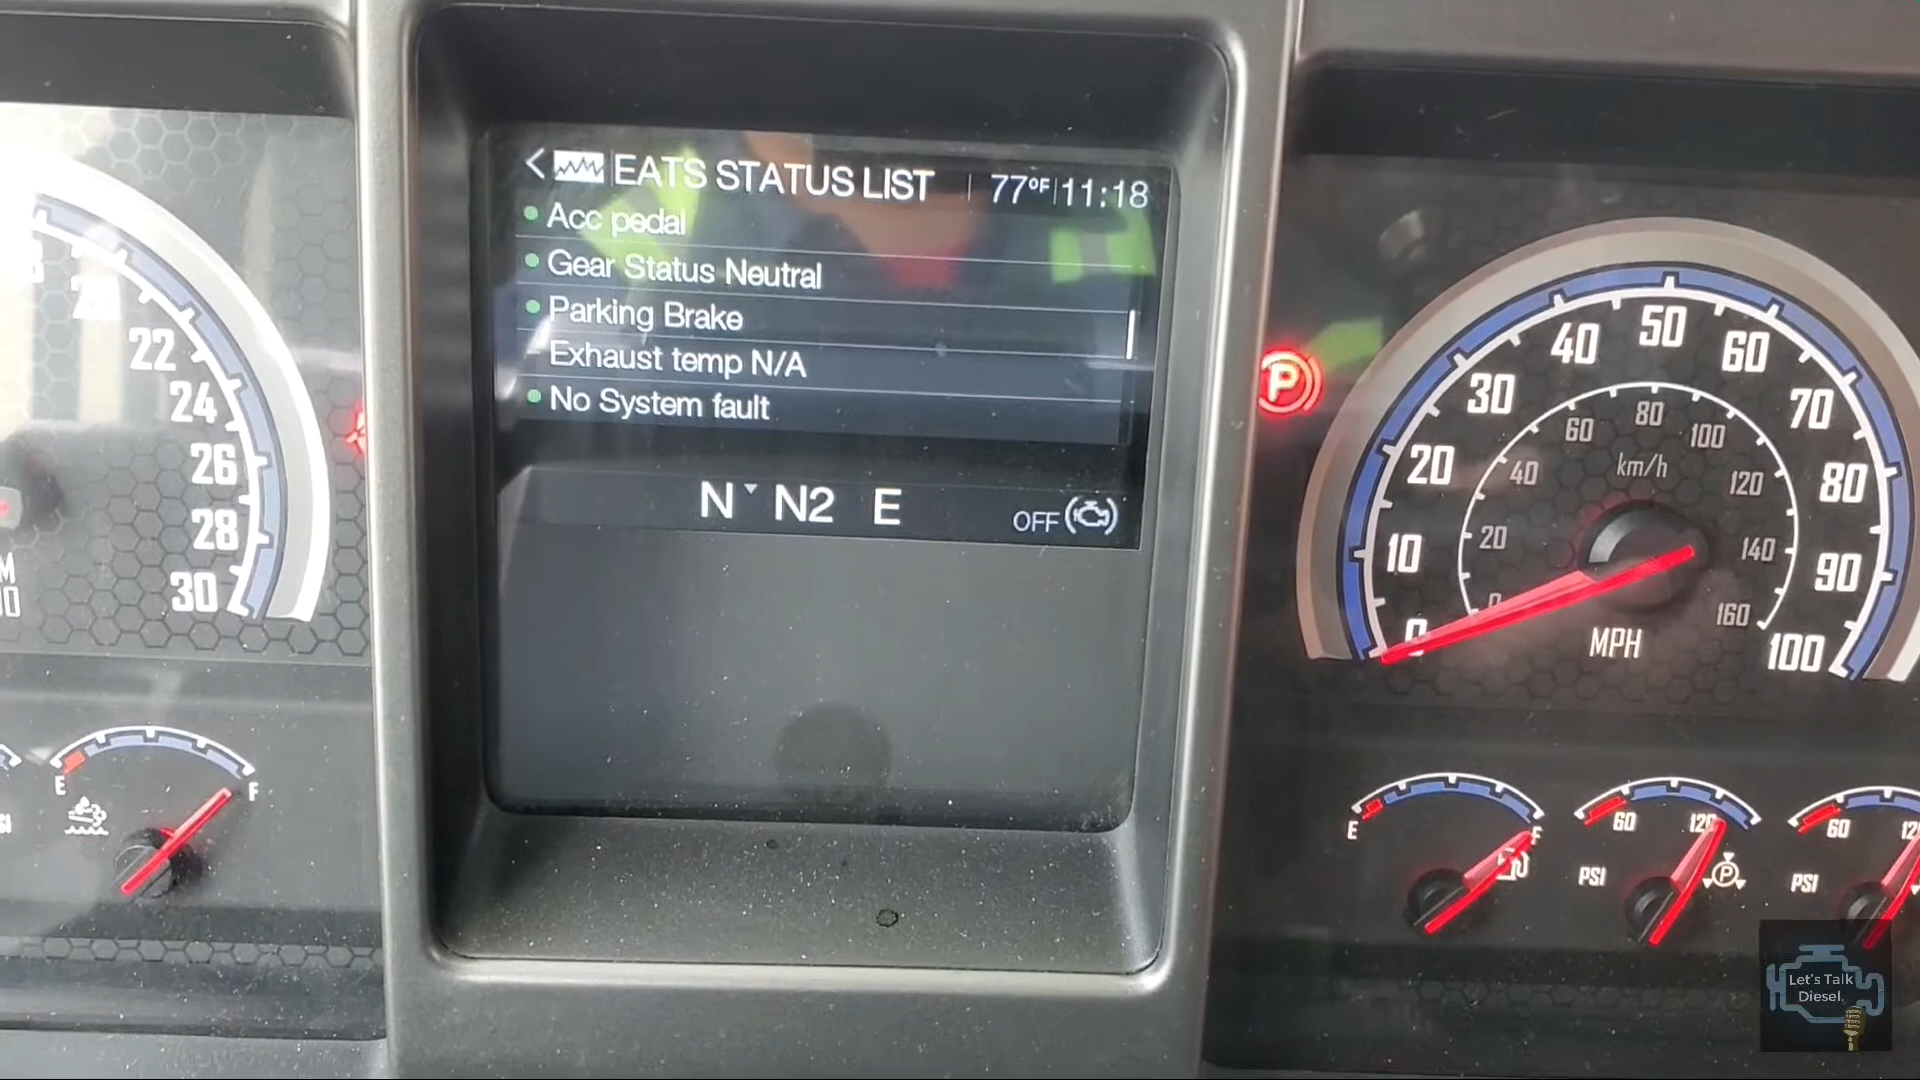 EATS STATUS LIST 77°F 11:18
Acc pedal
Gear Status Neutral
Parking Brake
Exhaust temp N/A
No System fault
N N2 E OFF
22
24
26
28
30
E F
P
0 10 20 30 40 50 60 70 80 90 100
0 20 40 60 80 100 120 140 160
km/h
MPH
E F
60 120
PSI
P
60
PSI
Let's Talk
Diesel.